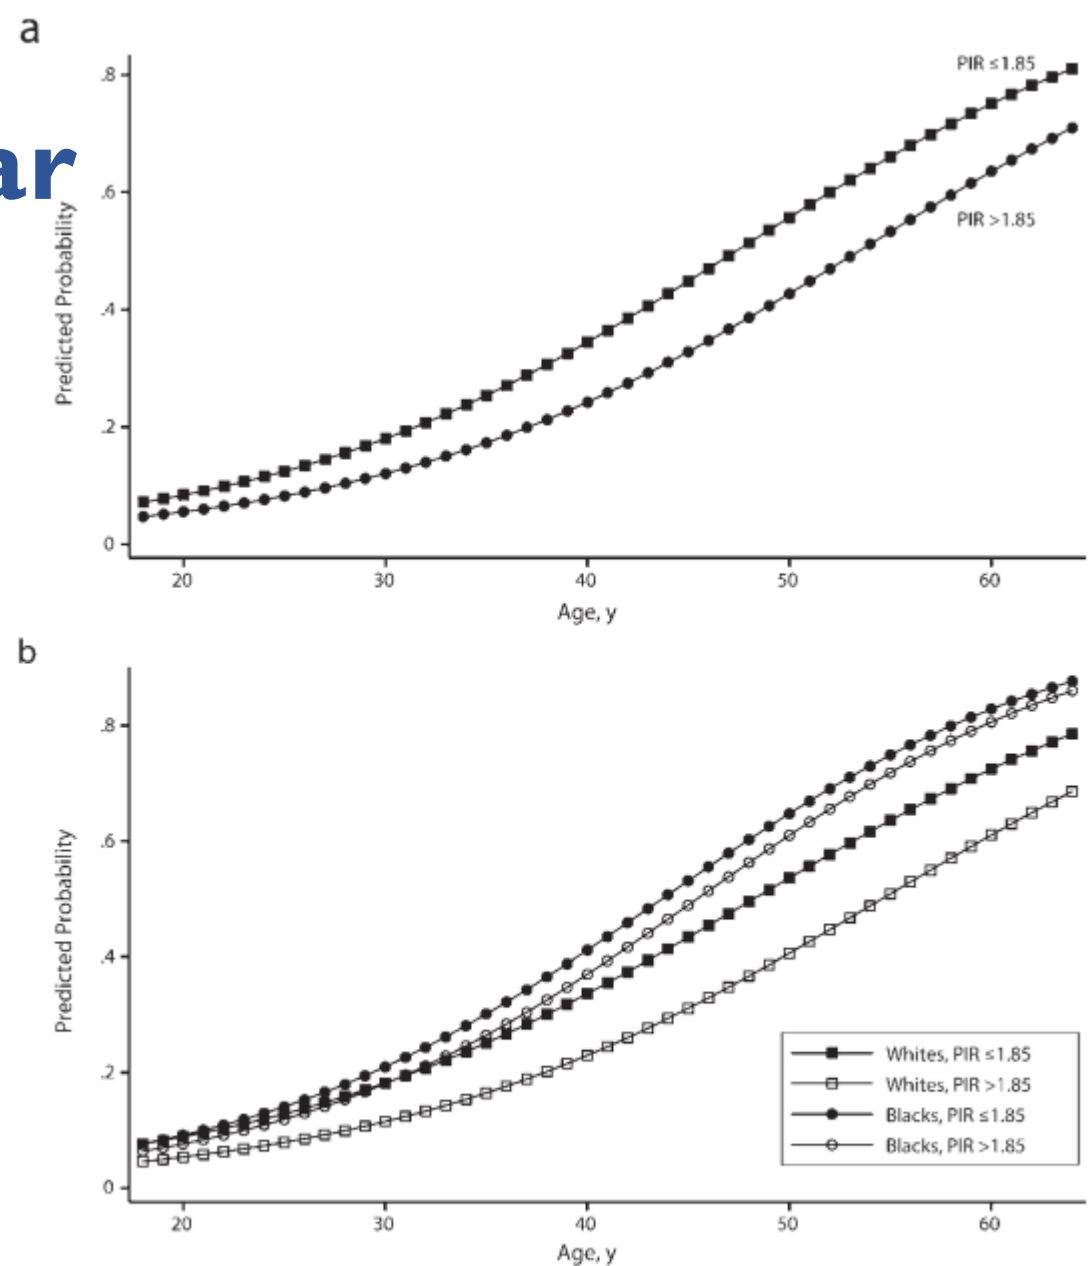 a
ar
Predicted Probability
.8
.6
.4
.2
0
PIR ≤1.85
PIR >1.85
20 30 40 50 60
Age, y
b
Predicted Probability
.8
.6
.4
.2
0
Whites, PIR ≤1.85
Whites, PIR >1.85
Blacks, PIR ≤1.85
Blacks, PIR >1.85
20 30 40 50 60
Age, y